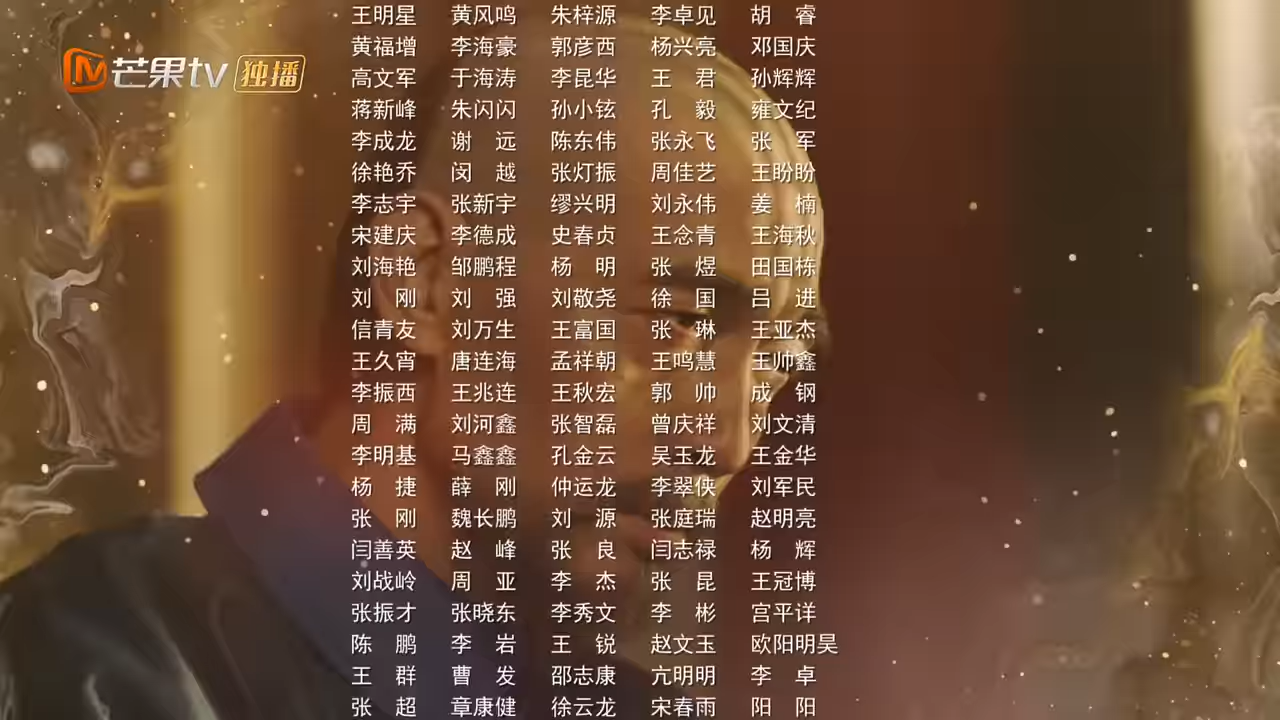 王明星 黄风鸣 朱梓源 李卓见 胡 睿
黄福增 李海豪 郭彦西 杨兴亮 邓国庆
芒果tv 独播
高文军 于海涛 李昆华 王 君 孙辉辉
蒋新峰 朱闪闪 孙小铉 孔 毅 雍文纪
李成龙 谢 远 陈东伟 张永飞 张 军
徐艳乔 闵 越 张灯振 周佳艺 王盼盼
李志宇 张新宇 缪兴明 刘永伟 姜 楠
宋建庆 李德成 史春贞 王念青 王海秋
刘海艳 邹鹏程 杨 明 张 煜 田国栋
刘 刚 刘 强 刘敬尧 徐 国 吕 进
信青友 刘万生 王富国 张 琳 王亚杰
王久宵 唐连海 孟祥朝 王鸣慧 王帅鑫
李振西 王兆连 王秋宏 郭 帅 成 钢
周 满 刘河鑫 张智磊 曾庆祥 刘文清
李明基 马鑫鑫 孔金云 吴玉龙 王金华
杨 捷 薛 刚 仲运龙 李翠侠 刘军民
张 刚 魏长鹏 刘 源 张庭瑞 赵明亮
闫善英 赵 峰 张 良 闫志禄 杨 辉
刘战岭 周 亚 李 杰 张 昆 王冠博
张振才 张晓东 李秀文 李 彬 宫平详
陈 鹏 李 岩 王 锐 赵文玉 欧阳明昊
王 群 曹 发 邵志康 亢明明 李 卓
张 超 章康健 徐云龙 宋春雨 阳 阳